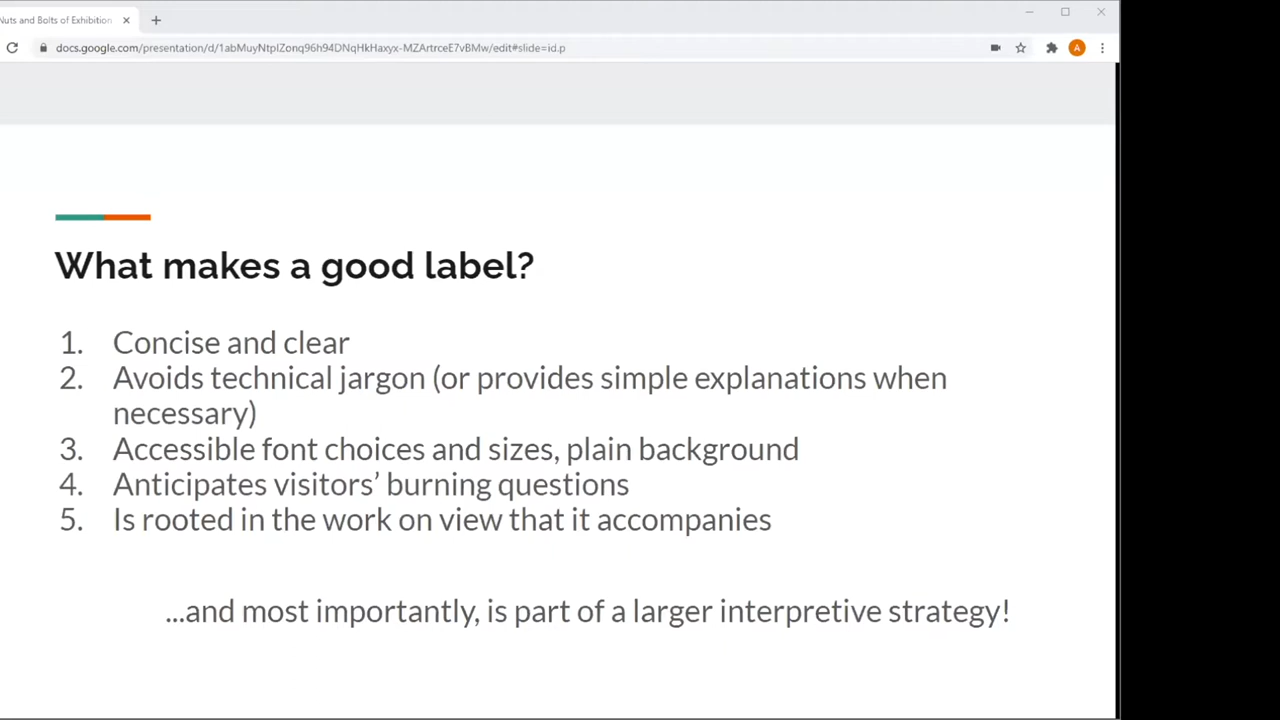 Nuts and Bolts of Exhibition
docs.google.com/presentation/d/1abMuyNtpIZonq96h94DNqHkHaxyx-MZArtrceE7vBMw/edit#slide=id.p
A
What makes a good label?
1. Concise and clear
2. Avoids technical jargon (or provides simple explanations when
necessary)
3. Accessible font choices and sizes, plain background
4. Anticipates visitors’ burning questions
5. Is rooted in the work on view that it accompanies
...and most importantly, is part of a larger interpretive strategy!